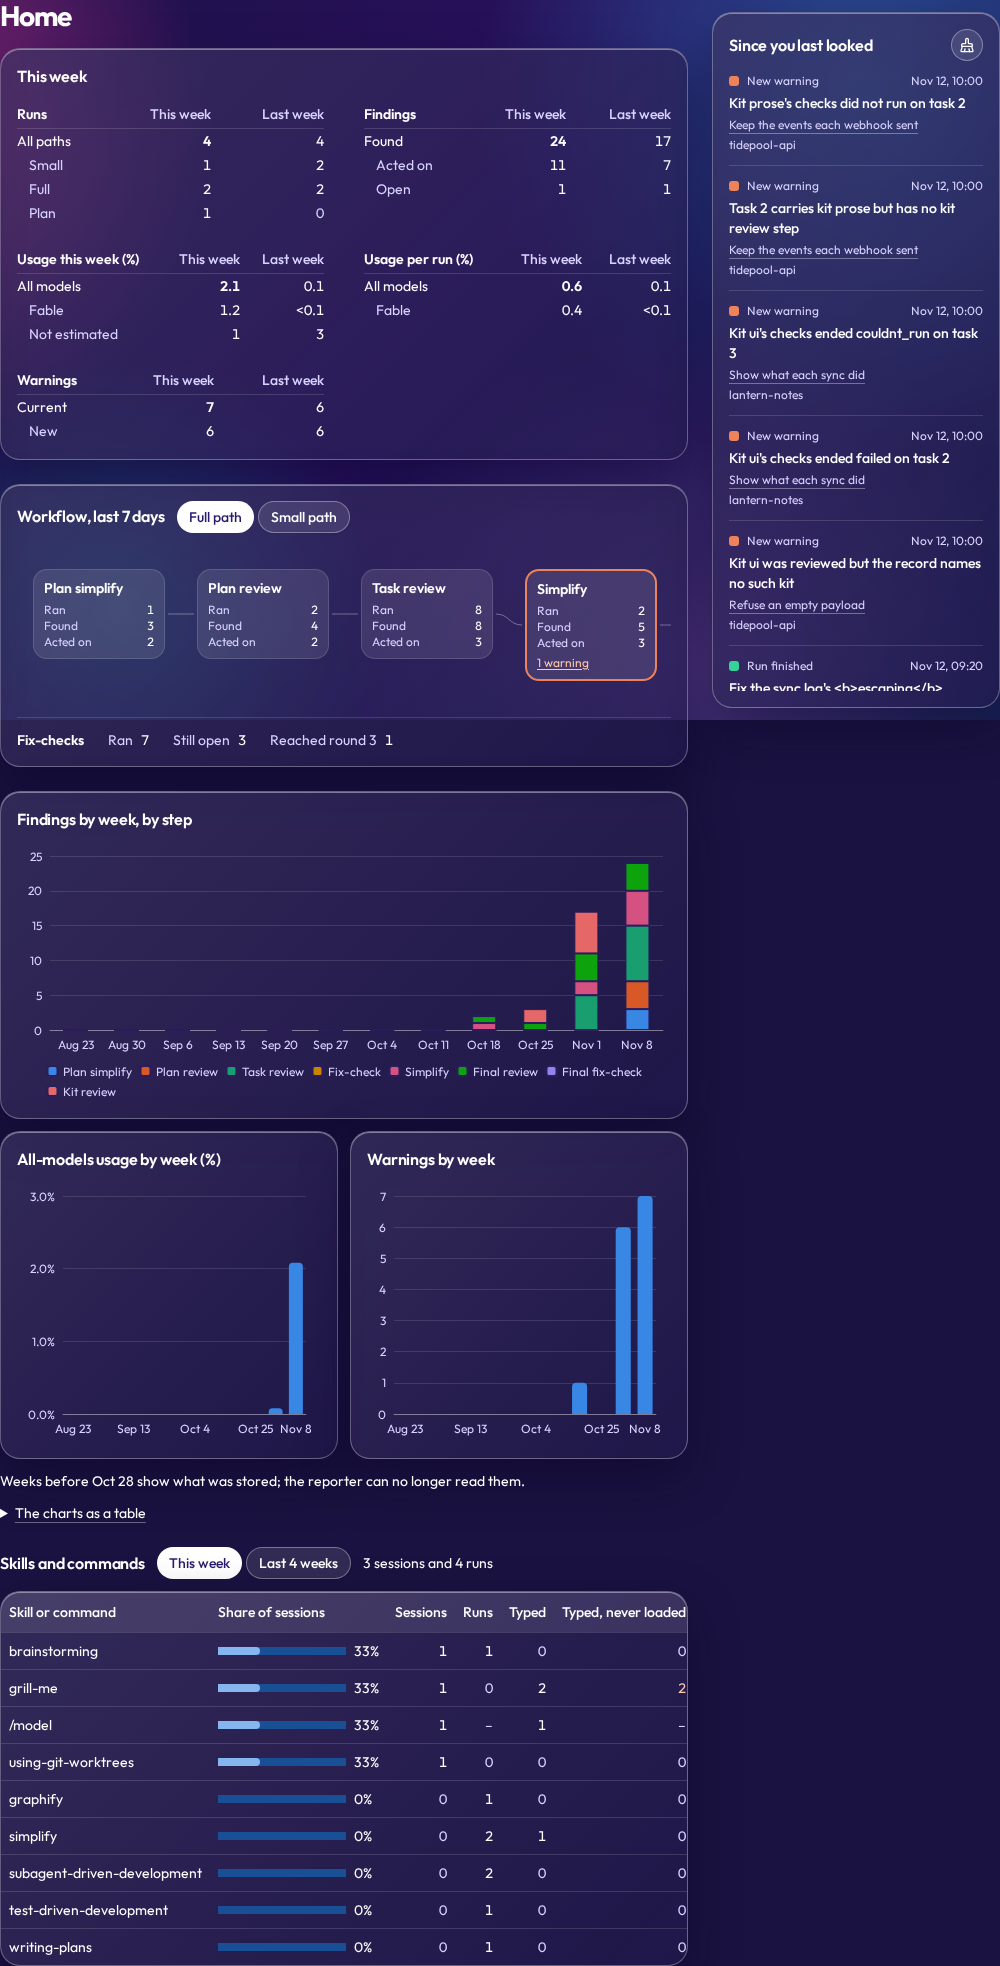 Home
This week
Runs This week Last week
All paths 4 4
Small 1 2
Full 2 2
Plan 1 0
Findings This week Last week
Found 24 17
Acted on 11 7
Open 1 1
Usage this week (%) This week Last week
All models 2.1 0.1
Fable 1.2 <0.1
Not estimated 1 3
Usage per run (%) This week Last week
All models 0.6 0.1
Fable 0.4 <0.1
Warnings This week Last week
Current 7 6
New 6 6
Since you last looked
New warning Nov 12, 10:00
Kit prose's checks did not run on task 2
Keep the events each webhook sent
tidepool-api
New warning Nov 12, 10:00
Task 2 carries kit prose but has no kit
review step
Keep the events each webhook sent
tidepool-api
New warning Nov 12, 10:00
Kit ui's checks ended couldnt_run on task
3
Show what each sync did
lantern-notes
New warning Nov 12, 10:00
Kit ui's checks ended failed on task 2
Show what each sync did
lantern-notes
New warning Nov 12, 10:00
Kit ui was reviewed but the record names
no such kit
Refuse an empty payload
tidepool-api
Run finished Nov 12, 09:20
Fix the sync log's <b>escaping</b>
Workflow, last 7 days Full path Small path
Plan simplify
Ran 1
Found 3
Acted on 2
Plan review
Ran 2
Found 4
Acted on 2
Task review
Ran 8
Found 8
Acted on 3
Simplify
Ran 2
Found 5
Acted on 3
1 warning
Fix-checks Ran 7 Still open 3 Reached round 3 1
Findings by week, by step
25
20
15
10
5
0
Aug 23 Aug 30 Sep 6 Sep 13 Sep 20 Sep 27 Oct 4 Oct 11 Oct 18 Oct 25 Nov 1 Nov 8
Plan simplify Plan review Task review Fix-check Simplify Final review Final fix-check
Kit review
All-models usage by week (%)
3.0%
2.0%
1.0%
0.0%
Aug 23 Sep 13 Oct 4 Oct 25 Nov 8
Warnings by week
7
6
5
4
3
2
1
0
Aug 23 Sep 13 Oct 4 Oct 25 Nov 8
Weeks before Oct 28 show what was stored; the reporter can no longer read them.
The charts as a table
Skills and commands This week Last 4 weeks 3 sessions and 4 runs
Skill or command Share of sessions Sessions Runs Typed Typed, never loaded
brainstorming 33% 1 1 0 0
grill-me 33% 1 0 2 2
/model 33% 1 – 1 –
using-git-worktrees 33% 1 0 0 0
graphify 0% 0 1 0 0
simplify 0% 0 2 1 0
subagent-driven-development 0% 0 2 0 0
test-driven-development 0% 0 1 0 0
writing-plans 0% 0 1 0 0